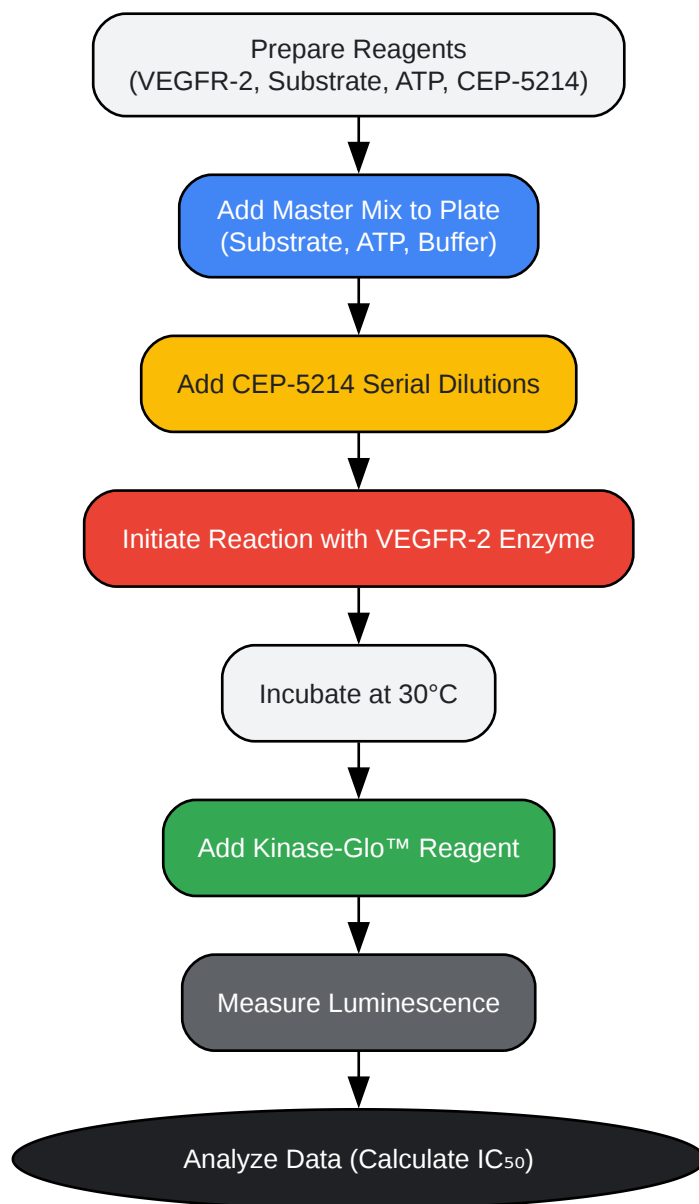 Prepare Reagents
(VEGFR-2, Substrate, ATP, CEP-5214)
Add Master Mix to Plate
(Substrate, ATP, Buffer)
Add CEP-5214 Serial Dilutions
Initiate Reaction with VEGFR-2 Enzyme
Incubate at 30°C
Add Kinase-Glo™ Reagent
Measure Luminescence
Analyze Data (Calculate IC₅₀)